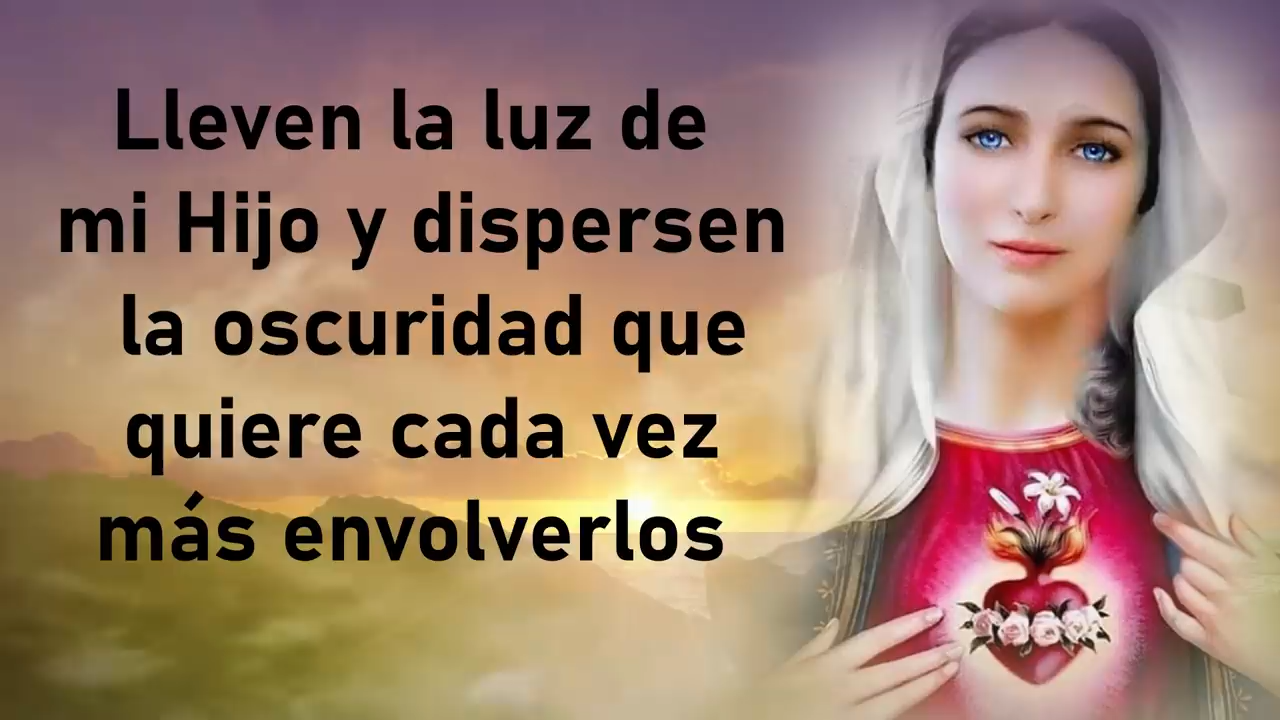 Lleven la luz de
mi Hijo y dispersen
la oscuridad que
quiere cada vez
más envolverlos